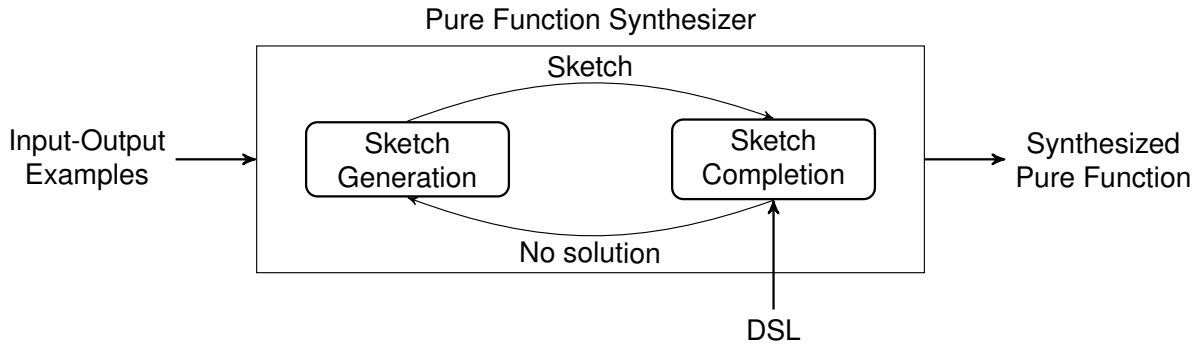 Pure Function Synthesizer
Sketch
Input-Output
Examples
Sketch
Generation
Sketch
Completion
Synthesized
Pure Function
No solution
DSL